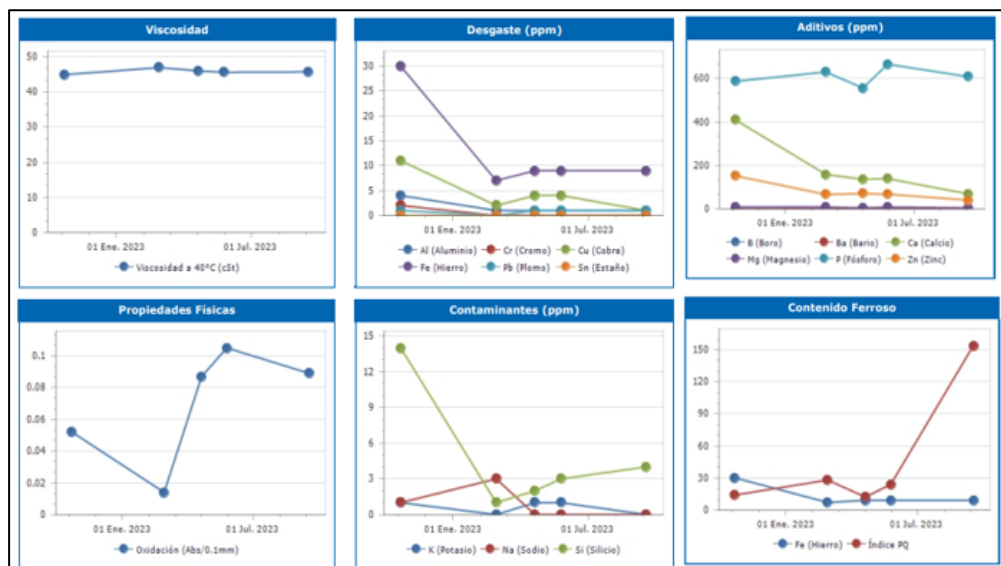 Viscosidad
50
40
30
20
10
0
01 Ene. 2023 01 Jul. 2023
Viscosidad a 40ºC (cSt)
Desgaste (ppm)
30
25
20
15
10
5
0
01 Ene. 2023 01 Jul. 2023
Al (Aluminio) Cr (Cromo) Cu (Cobre)
Fe (Hierro) Pb (Plomo) Sn (Estaño)
Aditivos (ppm)
600
400
200
0
01 Ene. 2023 01 Jul. 2023
B (Boro) Ba (Bario) Ca (Calcio)
Mg (Magnesio) P (Fósforo) Zn (Zinc)
Propiedades Físicas
0.1
0.08
0.06
0.04
0.02
0
01 Ene. 2023 01 Jul. 2023
Oxidación (Abs/0.1mm)
Contaminantes (ppm)
15
12
9
6
3
0
01 Ene. 2023 01 Jul. 2023
K (Potasio) Na (Sodio) Si (Silicio)
Contenido Ferroso
150
120
90
60
30
0
01 Ene. 2023 01 Jul. 2023
Fe (Hierro) Índice PQ